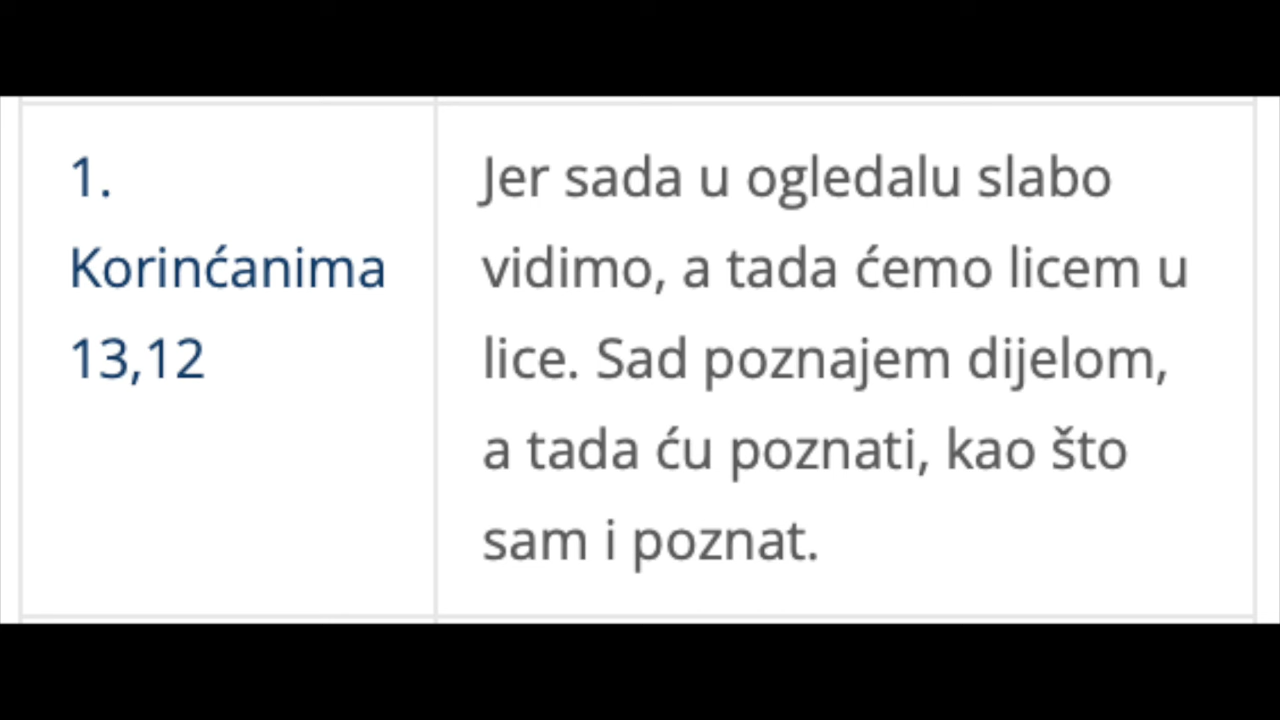 1.
Korinćanima
13,12
Jer sada u ogledalu slabo
vidimo, a tada ćemo licem u
lice. Sad poznajem dijelom,
a tada ću poznati, kao što
sam i poznat.